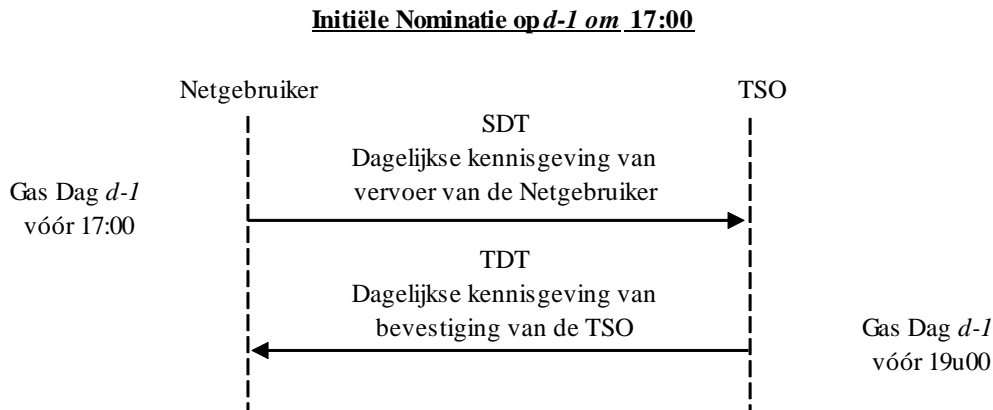 Initiële Nominatie op d-1 om 17:00
Netgebruiker
TSO
SDT
Dagelijkse kennisgeving van
vervoer van de Netgebruiker
Gas Dag d-1
vóór 17:00
TDT
Dagelijkse kennisgeving van
bevestiging van de TSO
Gas Dag d-1
vóór 19u00